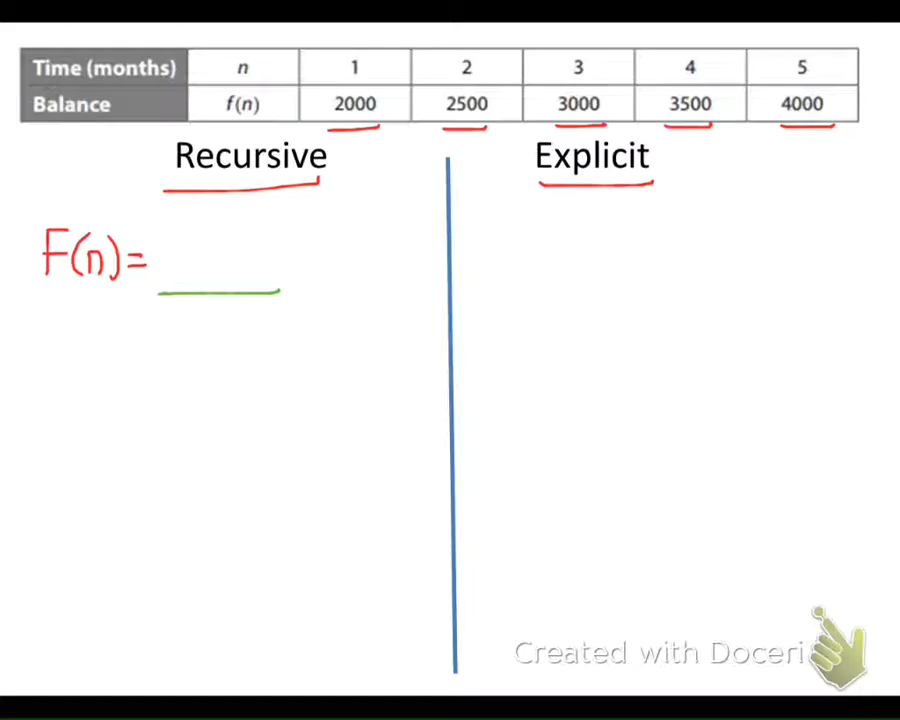 Time (months) n 1 2 3 4 5
Balance f(n) 2000 2500 3000 3500 4000
Recursive Explicit
F(n)=
Created with Doceri